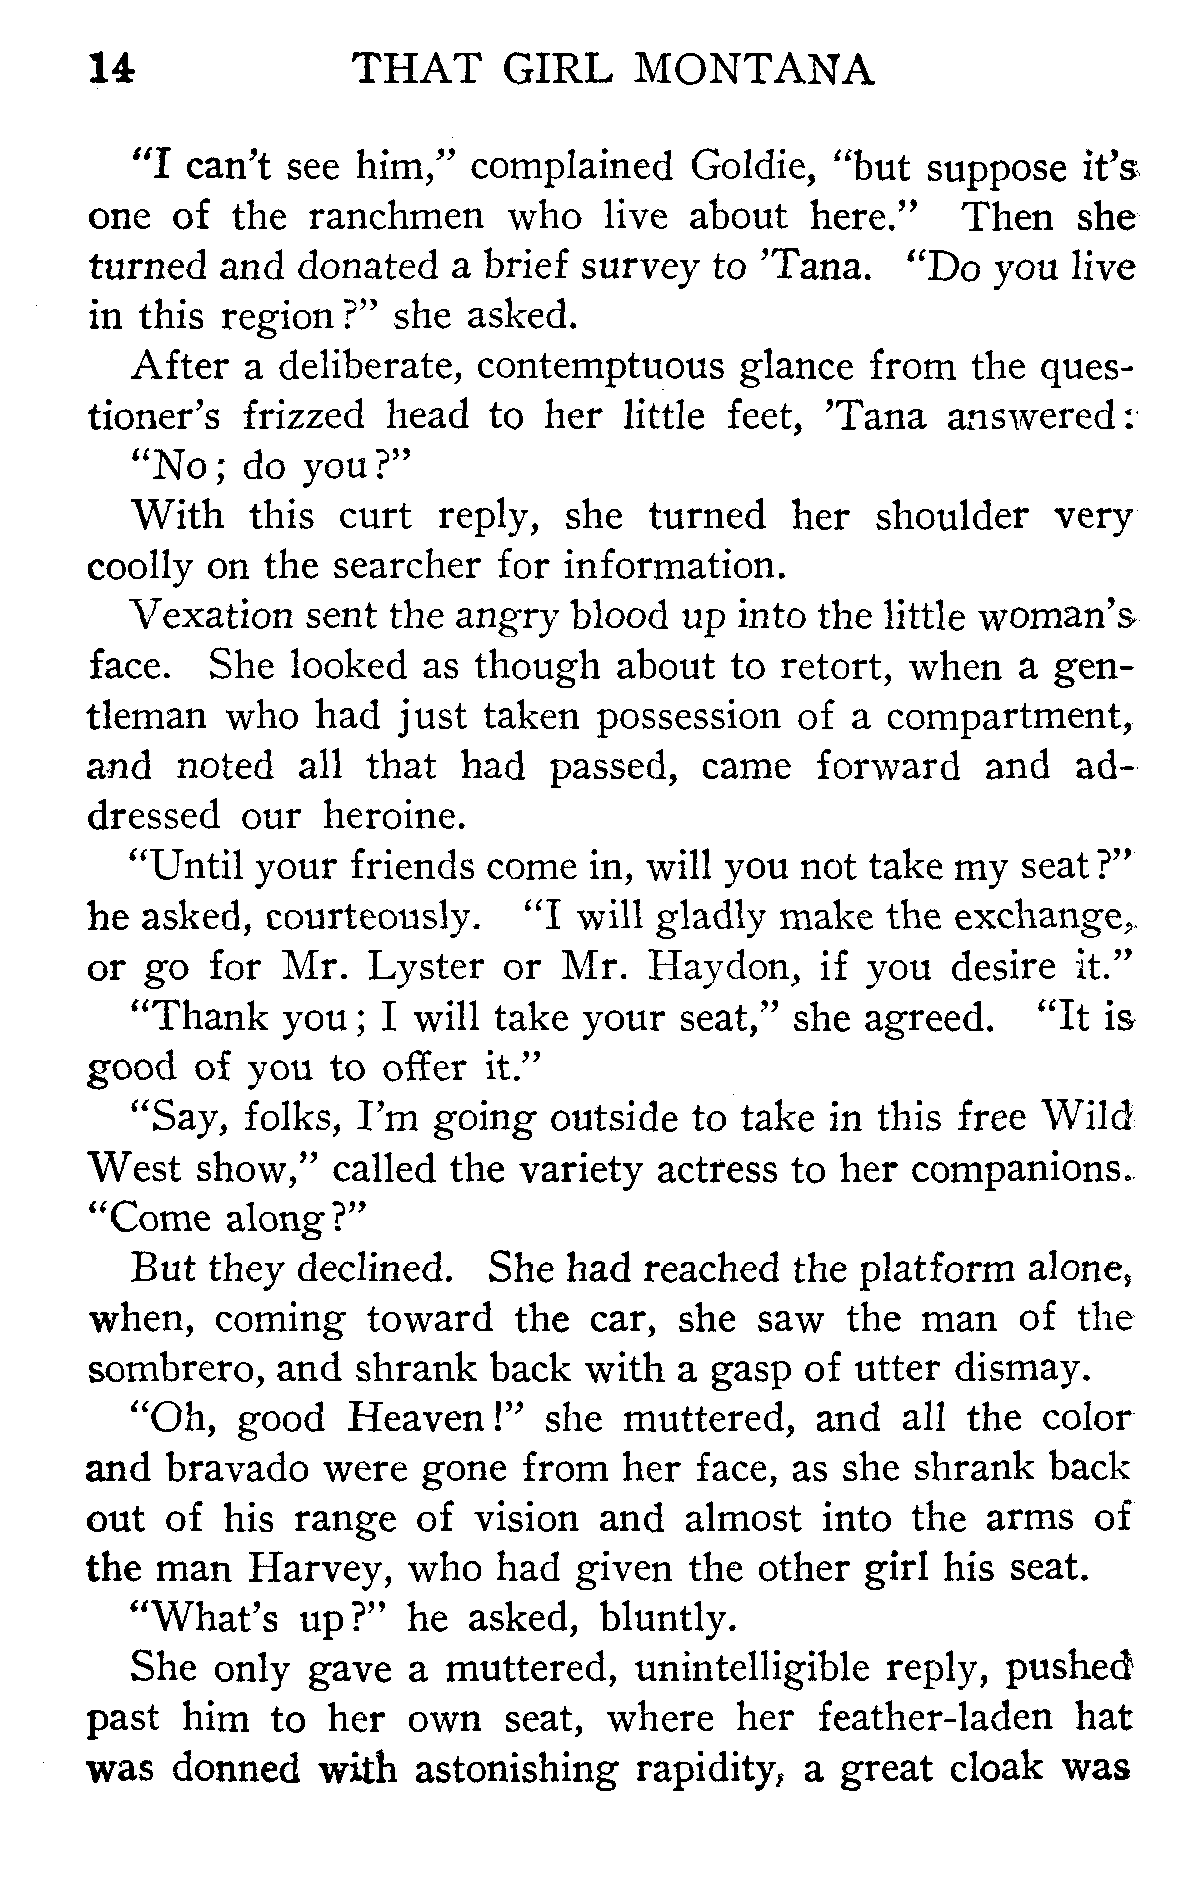 14 THAT GIRL MONTANA
“I can’t see him,” complained Goldie, “but suppose it’s
one of the ranchmen who live about here.” Then she
turned and donated a brief survey to ’Tana. “Do you live
in this region?” she asked.
After a deliberate, contemptuous glance from the ques-
tioner’s frizzed head to her little feet, ’Tana answered:
“No; do you?”
With this curt reply, she turned her shoulder very
coolly on the searcher for information.
Vexation sent the angry blood up into the little woman’s
face. She looked as though about to retort, when a gen-
tleman who had just taken possession of a compartment,
and noted all that had passed, came forward and ad-
dressed our heroine.
“Until your friends come in, will you not take my seat?”
he asked, courteously. “I will gladly make the exchange,
or go for Mr. Lyster or Mr. Haydon, if you desire it.”
“Thank you; I will take your seat,” she agreed. “It is
good of you to offer it.”
“Say, folks, I’m going outside to take in this free Wild
West show,” called the variety actress to her companions.
“Come along?”
But they declined. She had reached the platform alone,
when, coming toward the car, she saw the man of the
sombrero, and shrank back with a gasp of utter dismay.
“Oh, good Heaven!” she muttered, and all the color
and bravado were gone from her face, as she shrank back
out of his range of vision and almost into the arms of
the man Harvey, who had given the other girl his seat.
“What’s up?” he asked, bluntly.
She only gave a muttered, unintelligible reply, pushed
past him to her own seat, where her feather-laden hat
was donned with astonishing rapidity, a great cloak was